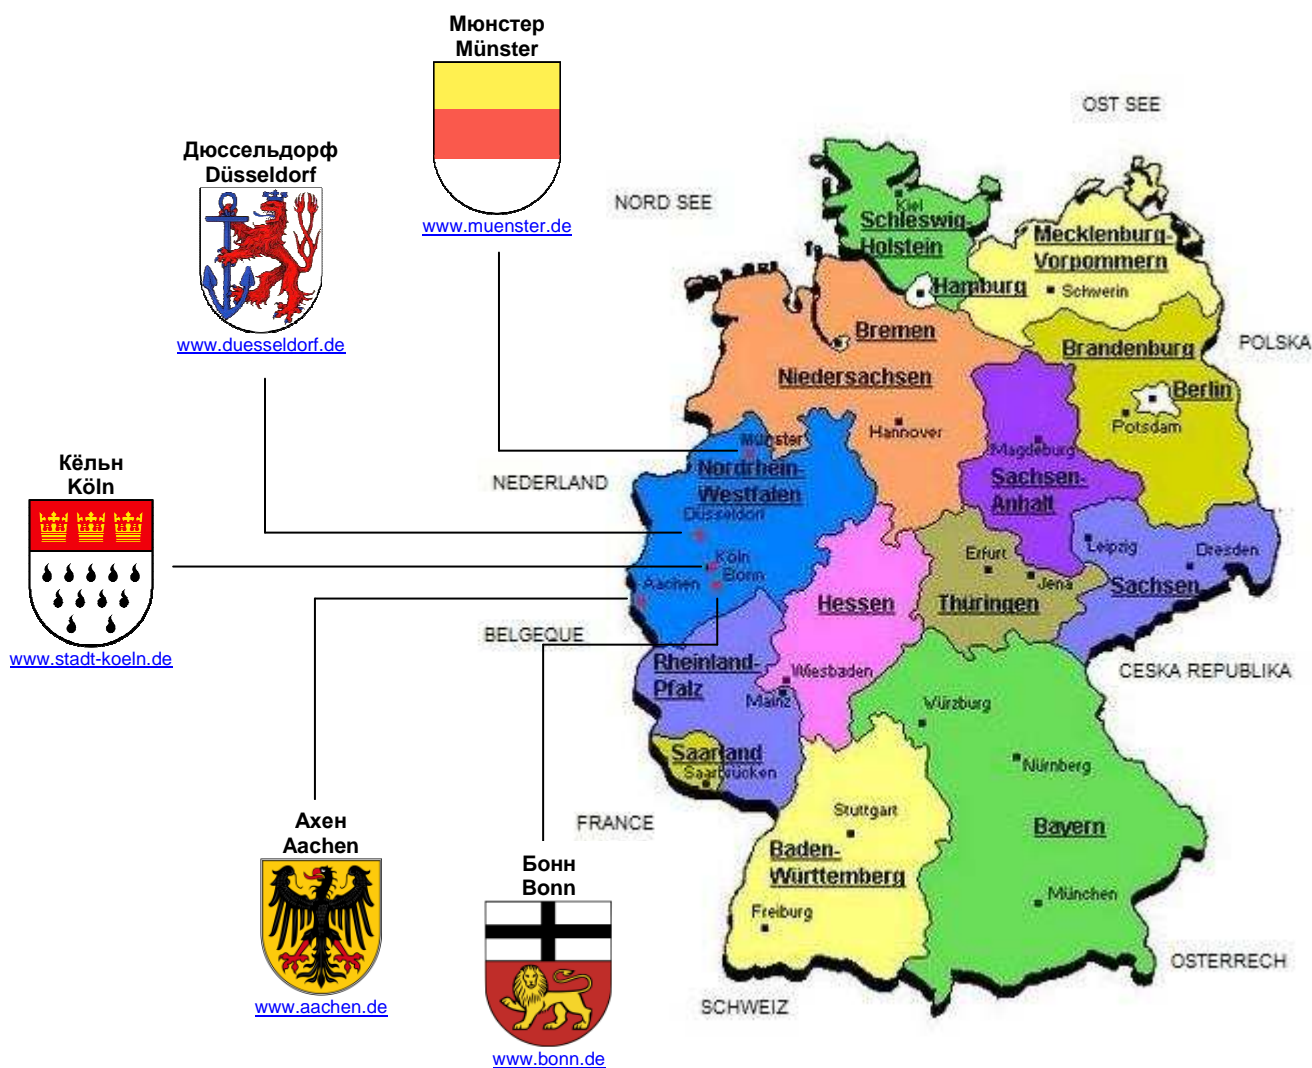 Мюнстер
Münster
www.muenster.de
Дюссельдорф
Düsseldorf
www.duesseldorf.de
Кёльн
Köln
www.stadt-koeln.de
Ахен
Aachen
www.aachen.de
Бонн
Bonn
www.bonn.de
OST SEE
NORD SEE
Kiel
Schleswig-
Holstein
Mecklenburg-
Vorpommern
Schwerin
Hamburg
Bremen
Niedersachsen
Hannover
POLSKA
Brandenburg
Berlin
Potsdam
Magdeburg
Sachsen-
Anhalt
NEDERLAND
Münster
Nordrhein-
Westfalen
Düsseldorf
Köln
Bonn
Aachen
BELGEQUE
Hessen
Wiesbaden
Erfurt
Jena
Thüringen
Leipzig
Dresden
Sachsen
CESKA REPUBLIKA
Rheinland-
Pfalz
Mainz
Saarland
Saarbrücken
FRANCE
Würzburg
Nürnberg
Bayern
München
Stuttgart
Baden-
Württemberg
Freiburg
SCHWEIZ
OSTERRECH